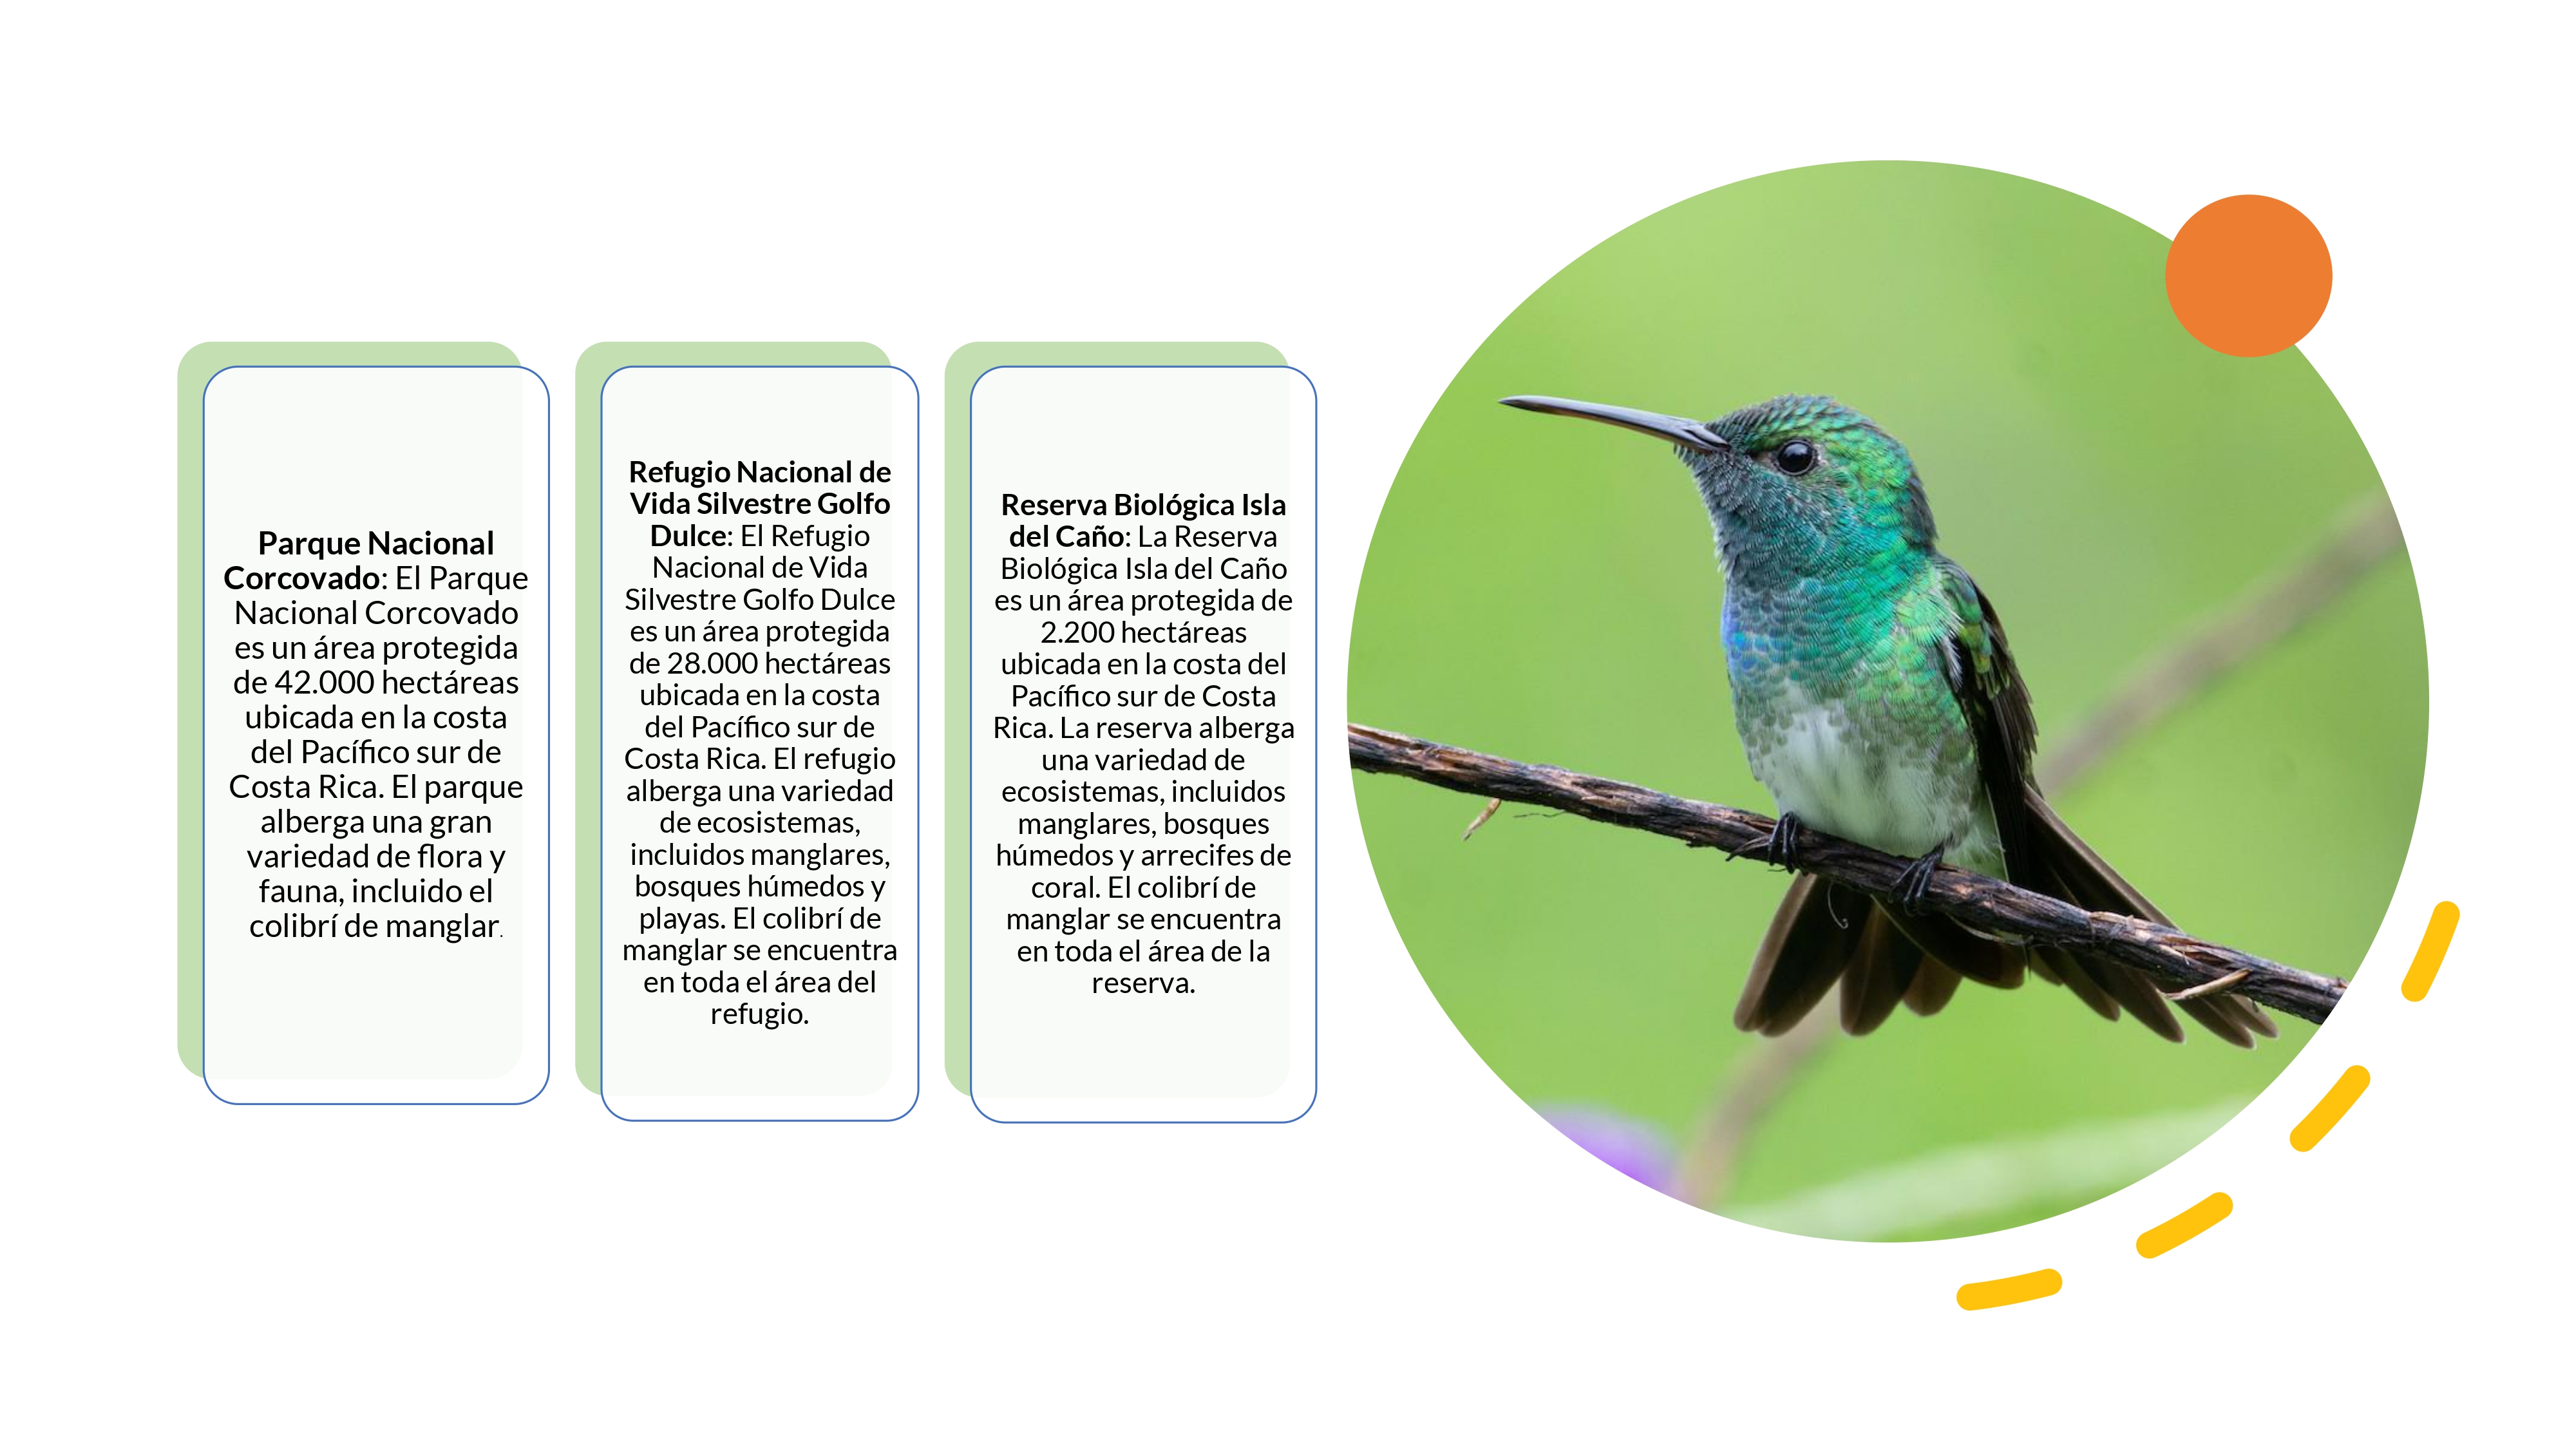 Parque Nacional
Corcovado: El Parque
Nacional Corcovado
es un área protegida
de 42.000 hectáreas
ubicada en la costa
del Pacífico sur de
Costa Rica. El parque
alberga una gran
variedad de flora y
fauna, incluido el
colibrí de manglar.
Refugio Nacional de
Vida Silvestre Golfo
Dulce: El Refugio
Nacional de Vida
Silvestre Golfo Dulce
es un área protegida
de 28.000 hectáreas
ubicada en la costa
del Pacífico sur de
Costa Rica. El refugio
alberga una variedad
de ecosistemas,
incluidos manglares,
bosques húmedos y
playas. El colibrí de
manglar se encuentra
en toda el área del
refugio.
Reserva Biológica Isla
del Caño: La Reserva
Biológica Isla del Caño
es un área protegida de
2.200 hectáreas
ubicada en la costa del
Pacífico sur de Costa
Rica. La reserva alberga
una variedad de
ecosistemas, incluidos
manglares, bosques
húmedos y arrecifes de
coral. El colibrí de
manglar se encuentra
en toda el área de la
reserva.